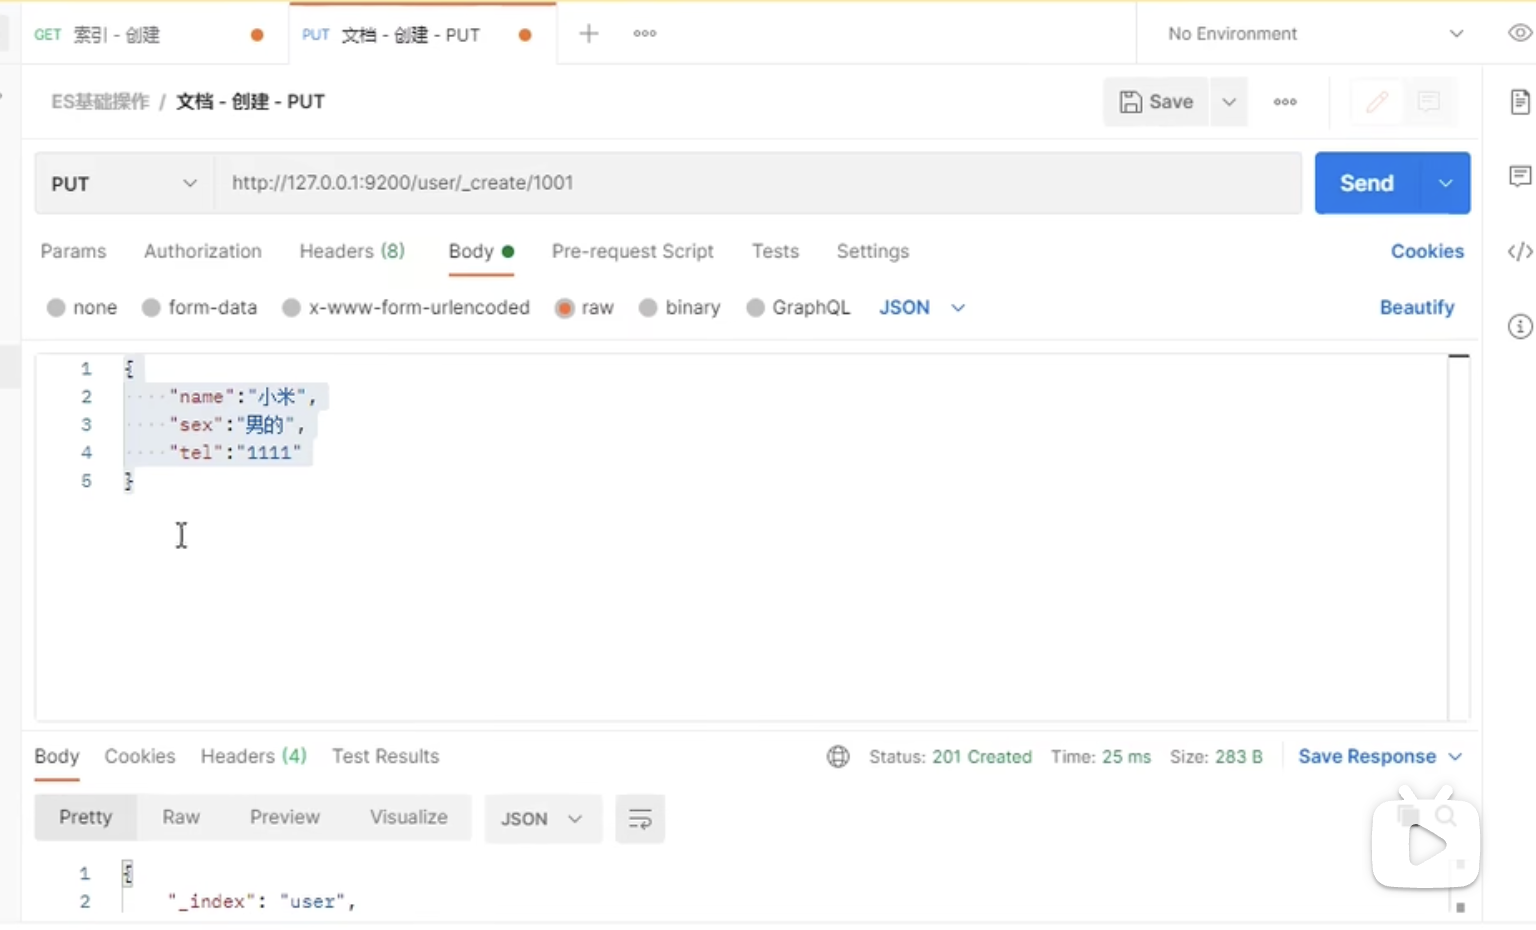 GET 索引 - 创建
PUT 文档 - 创建 - PUT
No Environment
ES基础操作 / 文档 - 创建 - PUT
Save
PUT
http://127.0.0.1:9200/user/_create/1001
Send
Params Authorization Headers (8) Body Pre-request Script Tests Settings Cookies
none form-data x-www-form-urlencoded raw binary GraphQL JSON Beautify
1 {
2 "name":"小米",
3 "sex":"男的",
4 "tel":"1111"
5 }
Body Cookies Headers (4) Test Results Status: 201 Created Time: 25 ms Size: 283 B Save Response
Pretty Raw Preview Visualize JSON
1 {
2 "_index": "user",